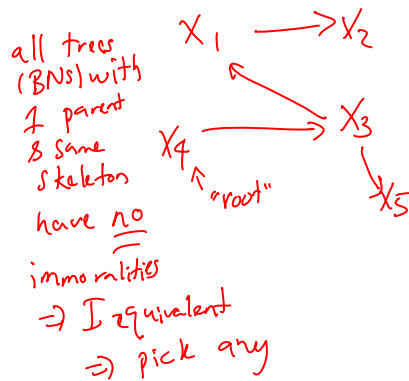 all trees
(BNs) with
1 parent
& same
skeleton
have no
immoralities
⇒ I equivalent
⇒ pick any
X1 → X2
X3
X4
"root"
X5